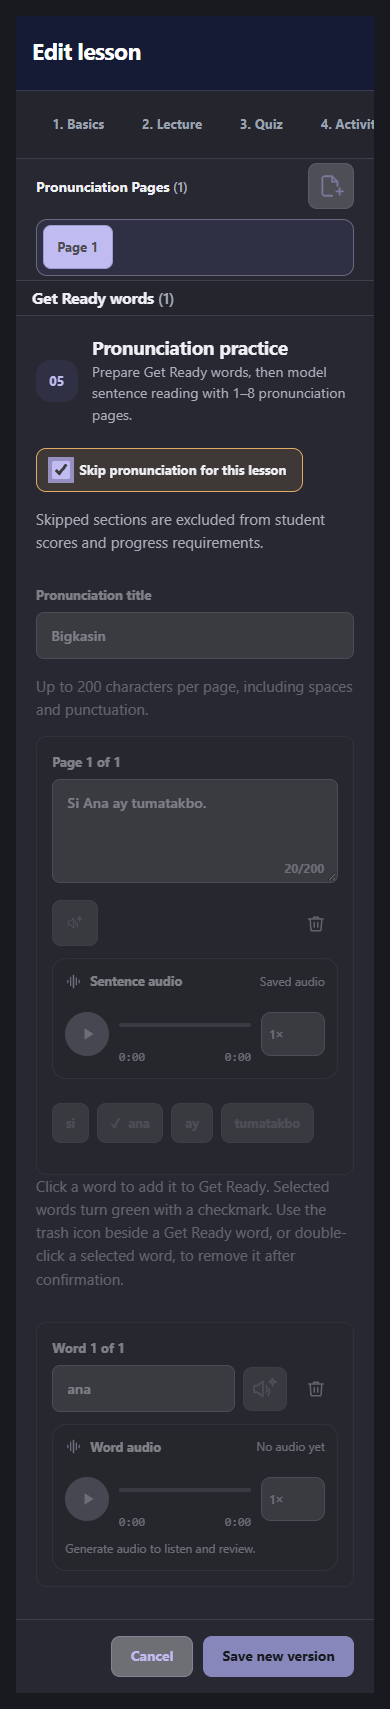 Edit lesson
1. Basics 2. Lecture 3. Quiz 4. Activit
Pronunciation Pages (1)
Page 1
Get Ready words (1)
05
Pronunciation practice
Prepare Get Ready words, then model
sentence reading with 1–8 pronunciation
pages.
Skip pronunciation for this lesson
Skipped sections are excluded from student
scores and progress requirements.
Pronunciation title
Bigkasin
Up to 200 characters per page, including spaces
and punctuation.
Page 1 of 1
Si Ana ay tumatakbo.
20/200
Sentence audio Saved audio
1×
0:00 0:00
si ✓ ana ay tumatakbo
Click a word to add it to Get Ready. Selected
words turn green with a checkmark. Use the
trash icon beside a Get Ready word, or double-
click a selected word, to remove it after
confirmation.
Word 1 of 1
ana
Word audio No audio yet
1×
0:00 0:00
Generate audio to listen and review.
Cancel Save new version